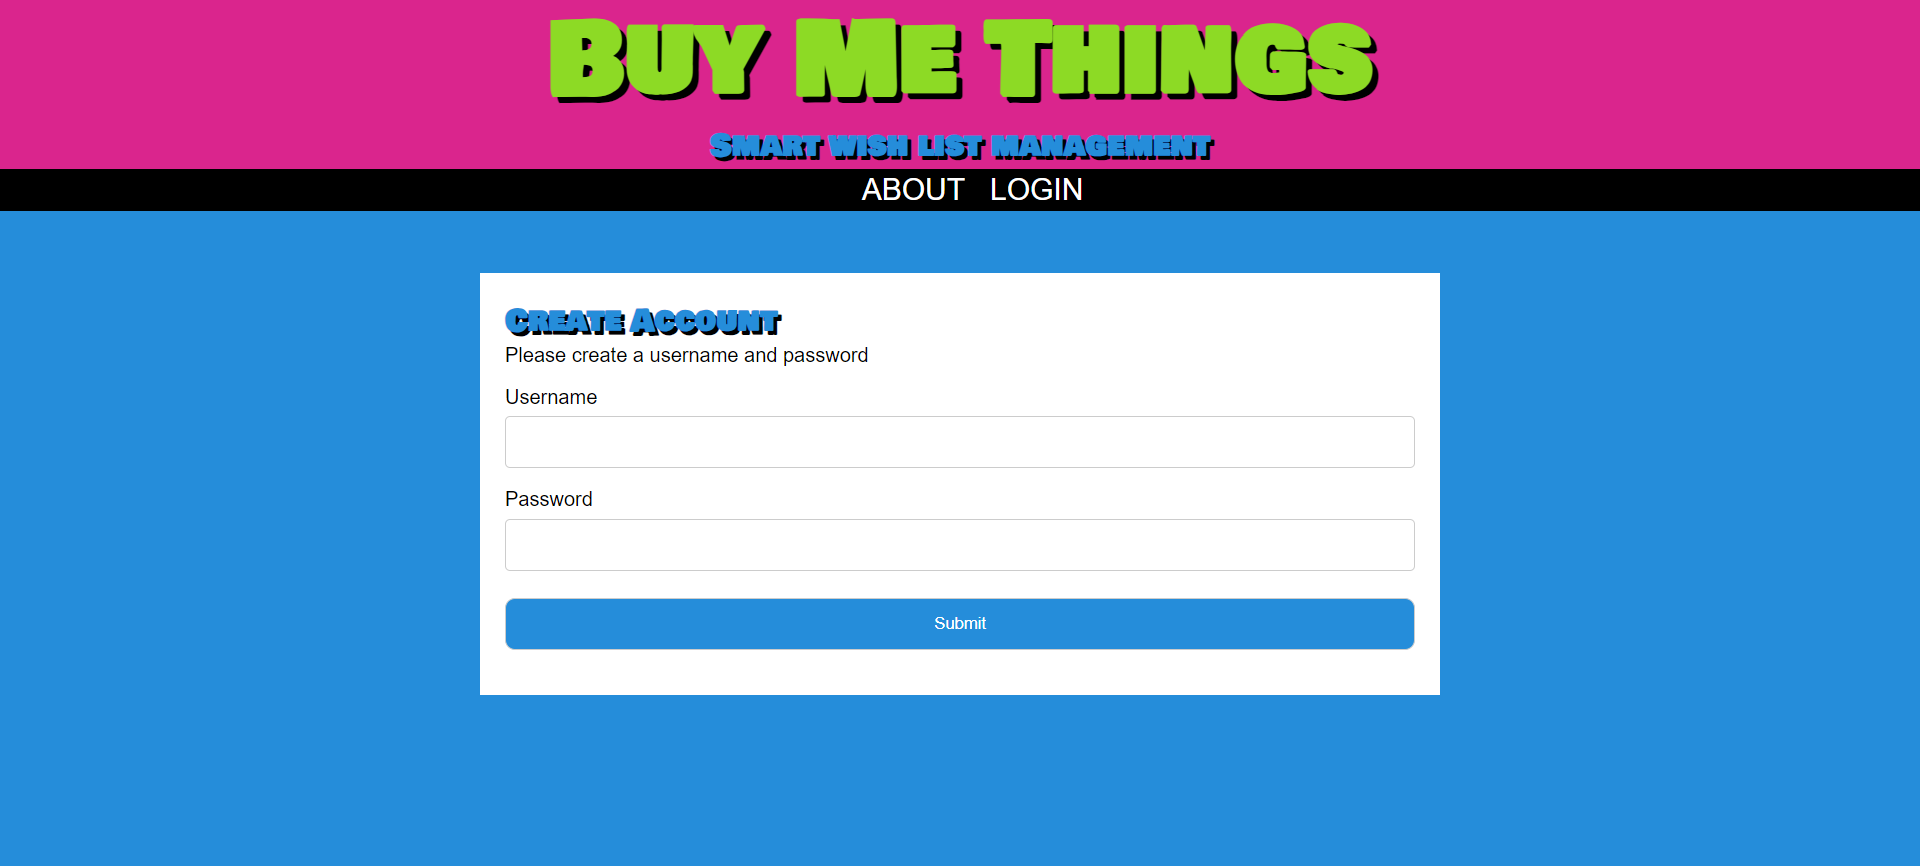 Buy Me Things
Smart wish list management
ABOUT LOGIN
Create Account
Please create a username and password
Username
Password
Submit